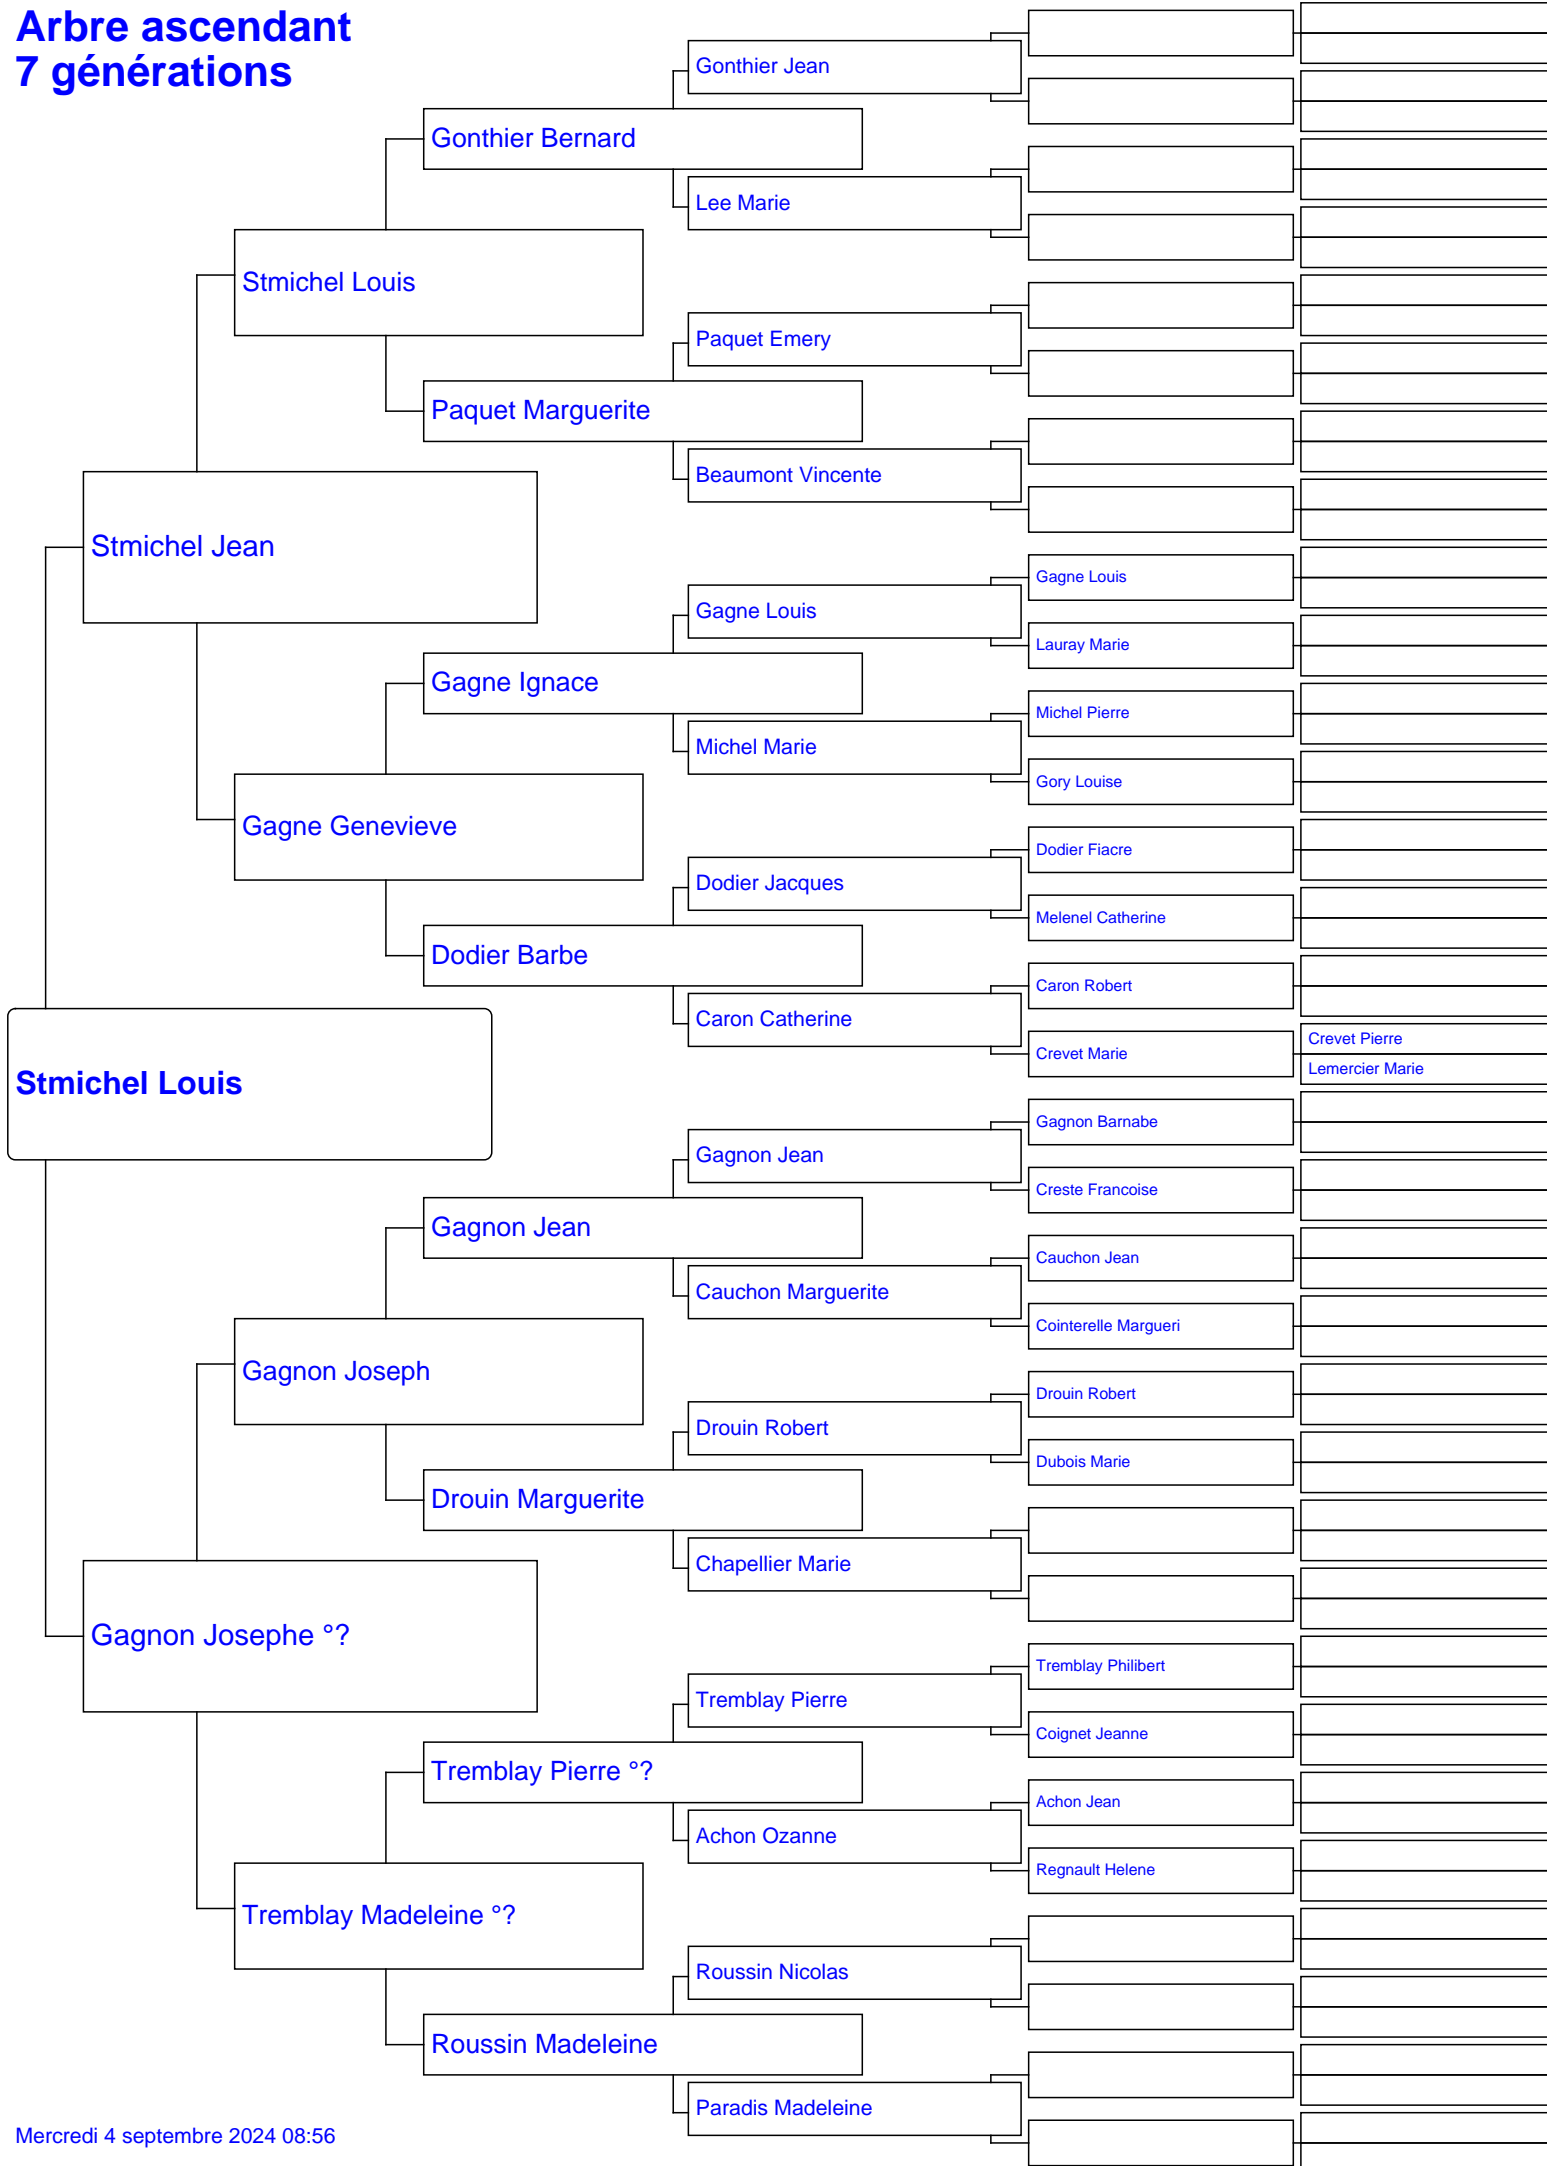 Arbre ascendant
7 générations
Gonthier Jean
Gonthier Bernard
Lee Marie
Stmichel Louis
Paquet Emery
Paquet Marguerite
Beaumont Vincente
Stmichel Jean
Gagne Louis
Gagne Louis
Lauray Marie
Gagne Ignace
Michel Pierre
Michel Marie
Gory Louise
Gagne Genevieve
Dodier Fiacre
Dodier Jacques
Melenel Catherine
Dodier Barbe
Caron Robert
Caron Catherine
Crevet Marie
Crevet Pierre
Lemercier Marie
Stmichel Louis
Gagnon Barnabe
Gagnon Jean
Creste Francoise
Gagnon Jean
Cauchon Jean
Cauchon Marguerite
Cointerelle Margueri
Gagnon Joseph
Drouin Robert
Drouin Robert
Dubois Marie
Drouin Marguerite
Chapellier Marie
Gagnon Josephe °?
Tremblay Philibert
Tremblay Pierre
Coignet Jeanne
Tremblay Pierre °?
Achon Jean
Achon Ozanne
Regnault Helene
Tremblay Madeleine °?
Roussin Nicolas
Roussin Madeleine
Paradis Madeleine
Mercredi 4 septembre 2024 08:56